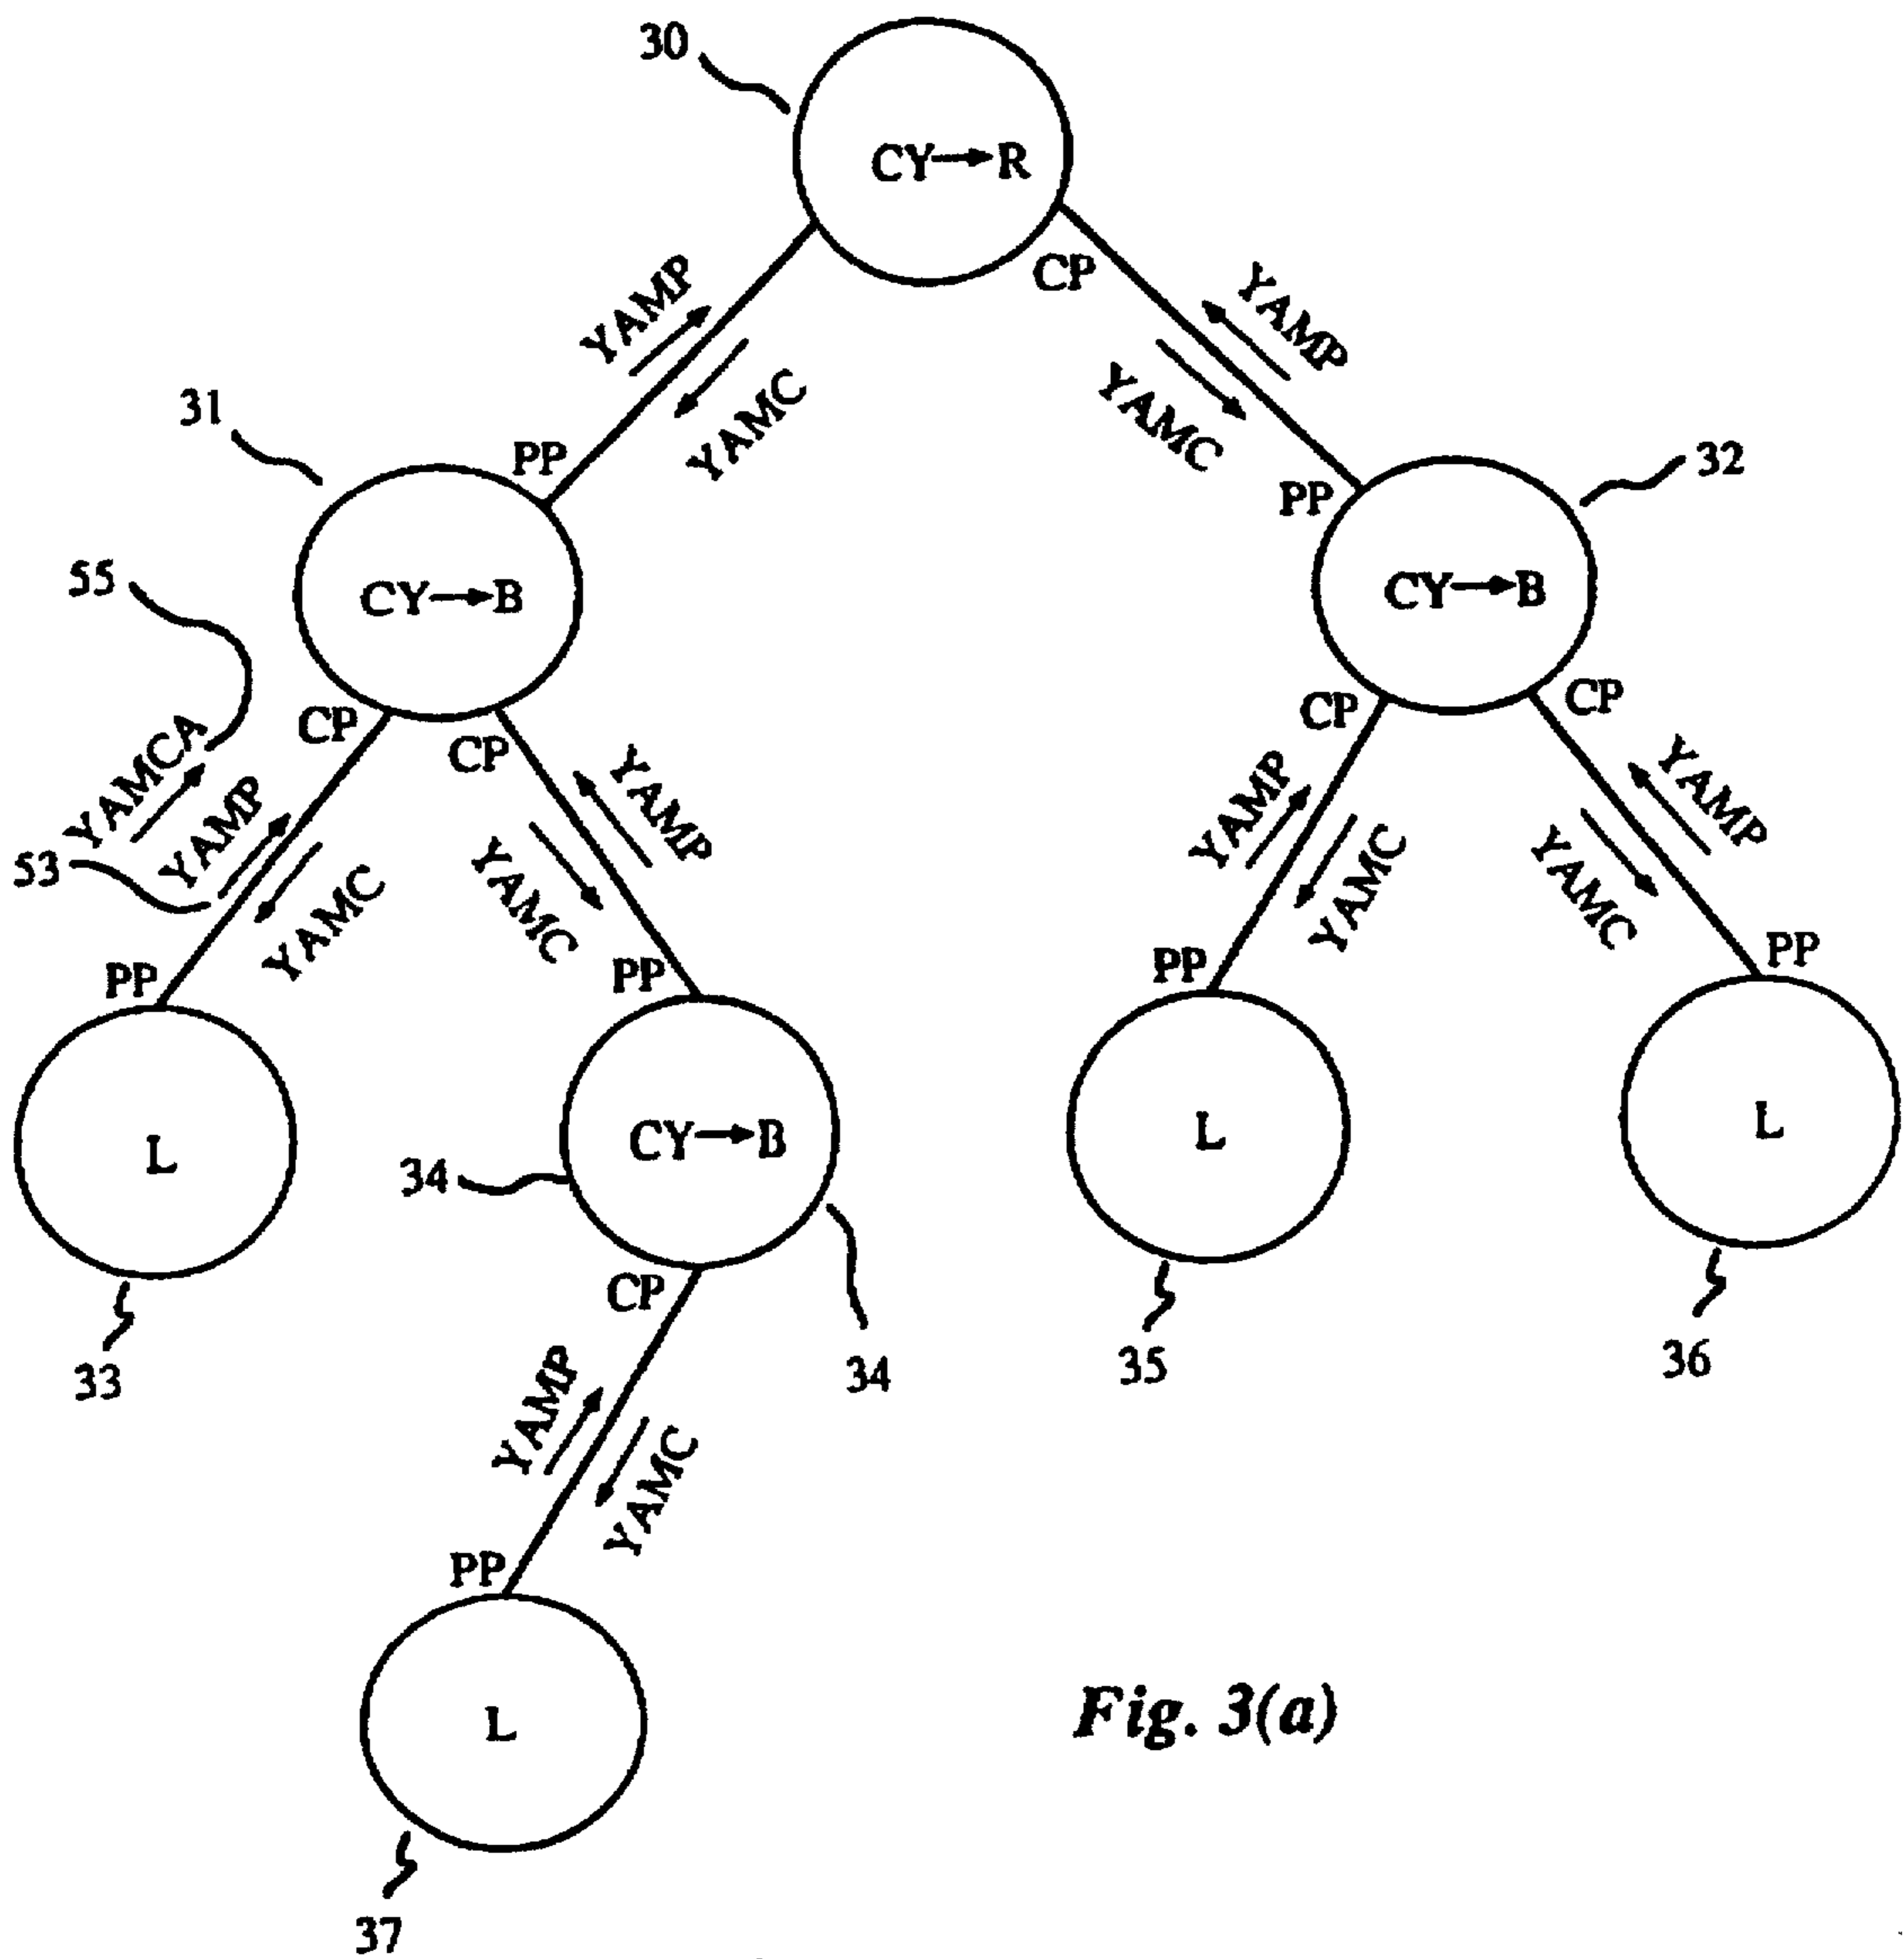 30
CY→R
CP
YAMP
YAMC
YAMP
YAMC
31
PP
PP
32
55
CY→B
CY→B
CP
CP
CP
CP
YAMCA
YAMP
YAMC
53
YAMP
YAMC
YAMP
YAMC
YAMP
YAMC
PP
PP
PP
PP
L
CY→B
L
L
34
33
CP
34
35
36
YAMP
YAMC
PP
L
37
Fig. 3(a)